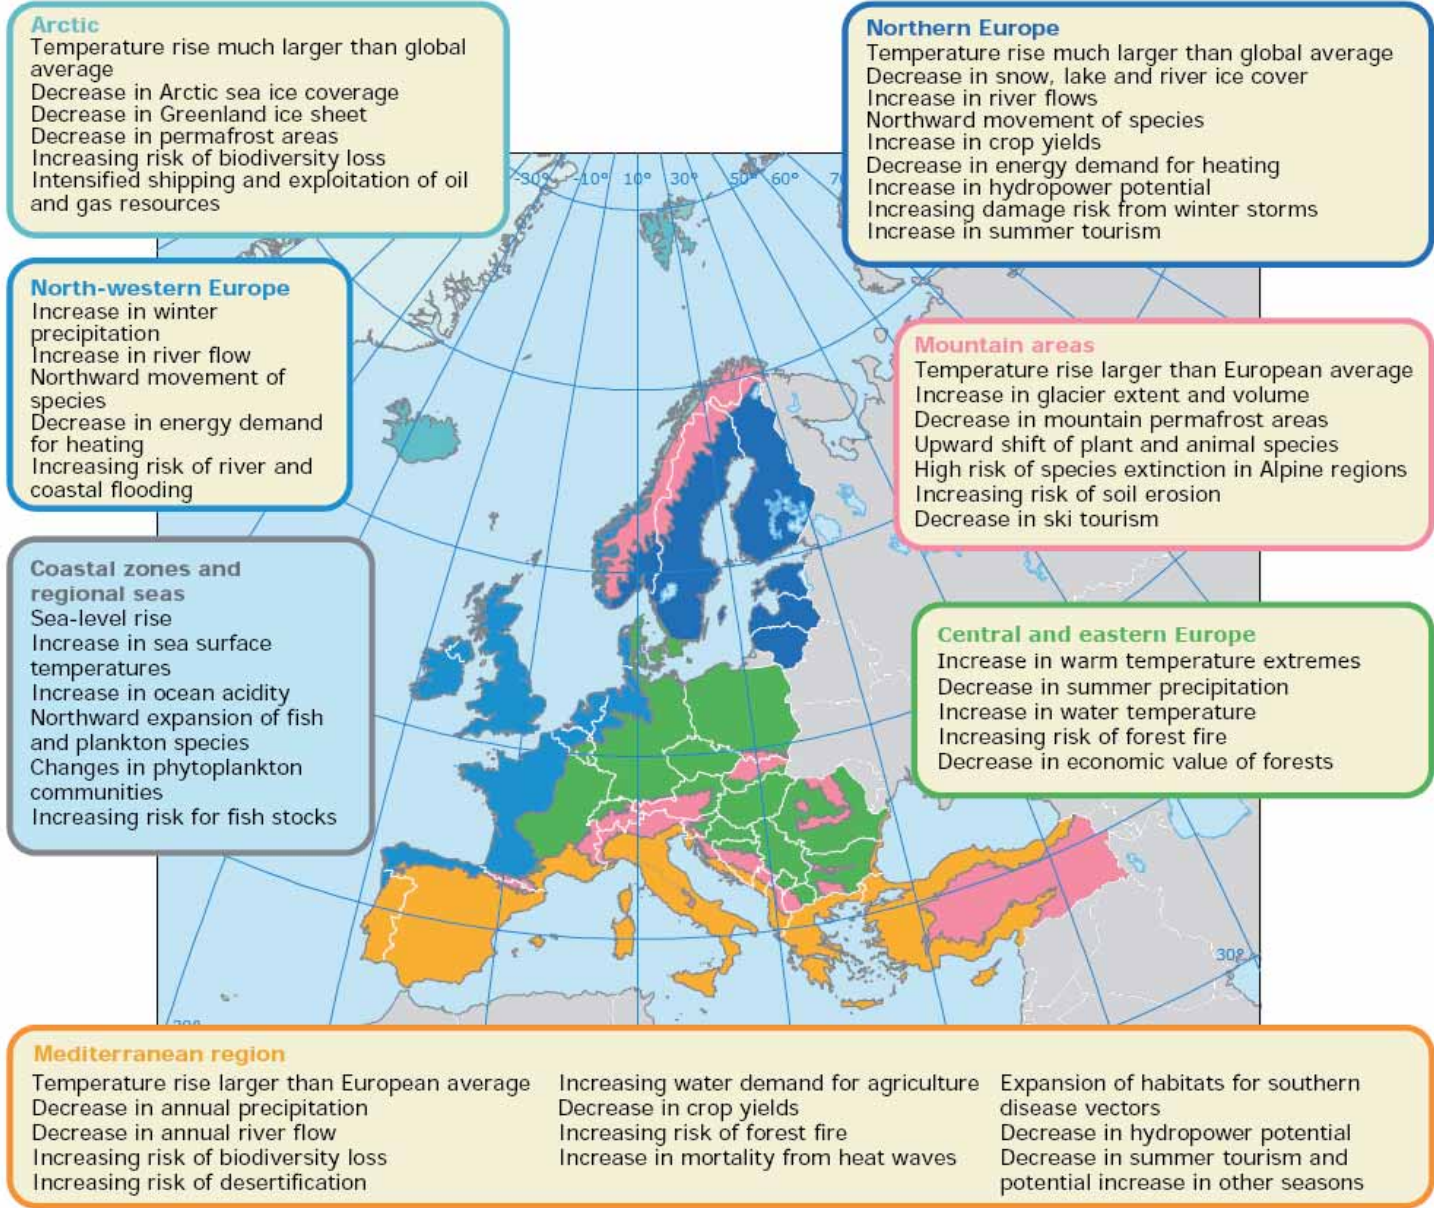 Arctic
Temperature rise much larger than global
average
Decrease in Arctic sea ice coverage
Decrease in Greenland ice sheet
Decrease in permafrost areas
Increasing risk of biodiversity loss
Intensified shipping and exploitation of oil
and gas resources
Northern Europe
Temperature rise much larger than global average
Decrease in snow, lake and river ice cover
Increase in river flows
Northward movement of species
Increase in crop yields
Decrease in energy demand for heating
Increase in hydropower potential
Increasing damage risk from winter storms
Increase in summer tourism
-30° -10° 10° 30° 50° 60°
North-western Europe
Increase in winter
precipitation
Increase in river flow
Northward movement of
species
Decrease in energy demand
for heating
Increasing risk of river and
coastal flooding
Mountain areas
Temperature rise larger than European average
Increase in glacier extent and volume
Decrease in mountain permafrost areas
Upward shift of plant and animal species
High risk of species extinction in Alpine regions
Increasing risk of soil erosion
Decrease in ski tourism
Coastal zones and
regional seas
Sea-level rise
Increase in sea surface
temperatures
Increase in ocean acidity
Northward expansion of fish
and plankton species
Changes in phytoplankton
communities
Increasing risk for fish stocks
Central and eastern Europe
Increase in warm temperature extremes
Decrease in summer precipitation
Increase in water temperature
Increasing risk of forest fire
Decrease in economic value of forests
30°
Mediterranean region
Temperature rise larger than European average
Decrease in annual precipitation
Decrease in annual river flow
Increasing risk of biodiversity loss
Increasing risk of desertification
Increasing water demand for agriculture
Decrease in crop yields
Increasing risk of forest fire
Increase in mortality from heat waves
Expansion of habitats for southern
disease vectors
Decrease in hydropower potential
Decrease in summer tourism and
potential increase in other seasons